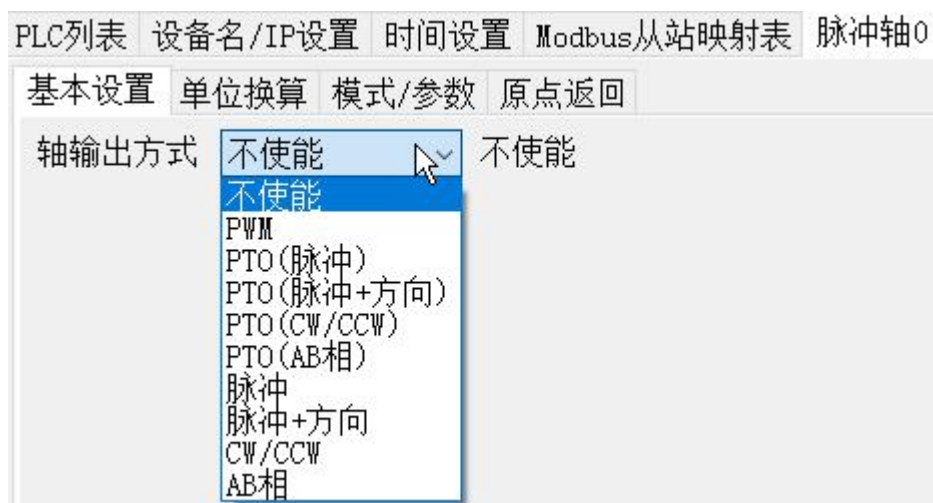 PLC列表 设备名/IP设置 时间设置 Modbus从站映射表 脉冲轴0
基本设置 单位换算 模式/参数 原点返回
轴输出方式 不使能 不使能
不使能
PWM
PTO(脉冲)
PTO(脉冲+方向)
PTO(CW/CCW)
PTO(AB相)
脉冲
脉冲+方向
CW/CCW
AB相